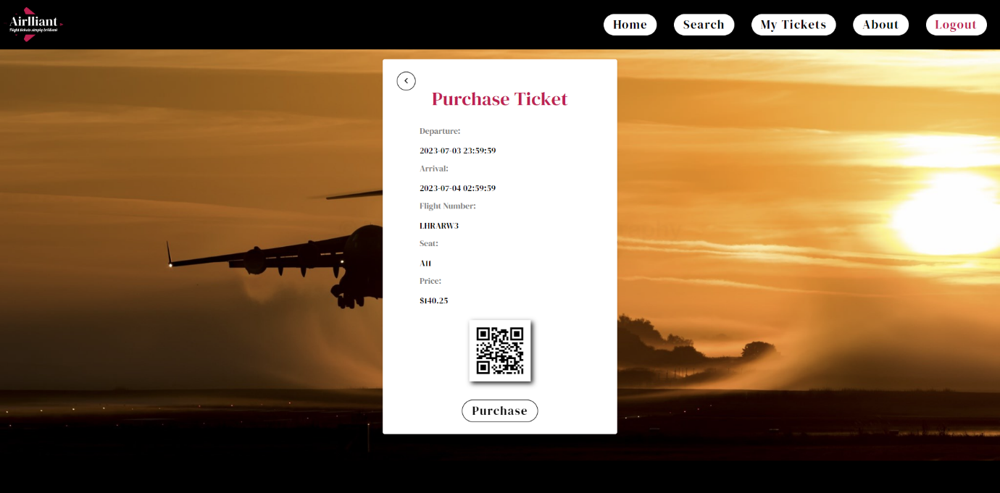 Airlliant
Flight tickets simply brilliant
Home
Search
My Tickets
About
Logout
Purchase Ticket
Departure:
2023-07-03 23:59:59
Arrival:
2023-07-04 02:59:59
Flight Number:
LHRARW3
Seat:
A11
Price:
$140.25
Purchase